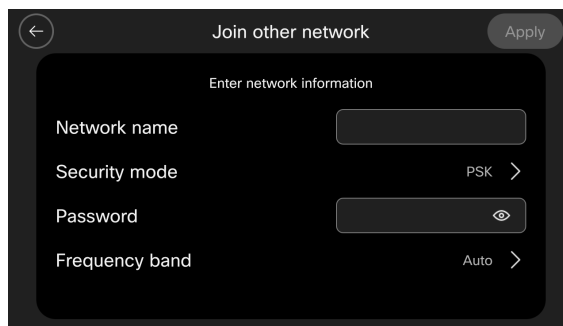 Join other network
Apply
Enter network information
Network name
Security mode
PSK
Password
Frequency band
Auto